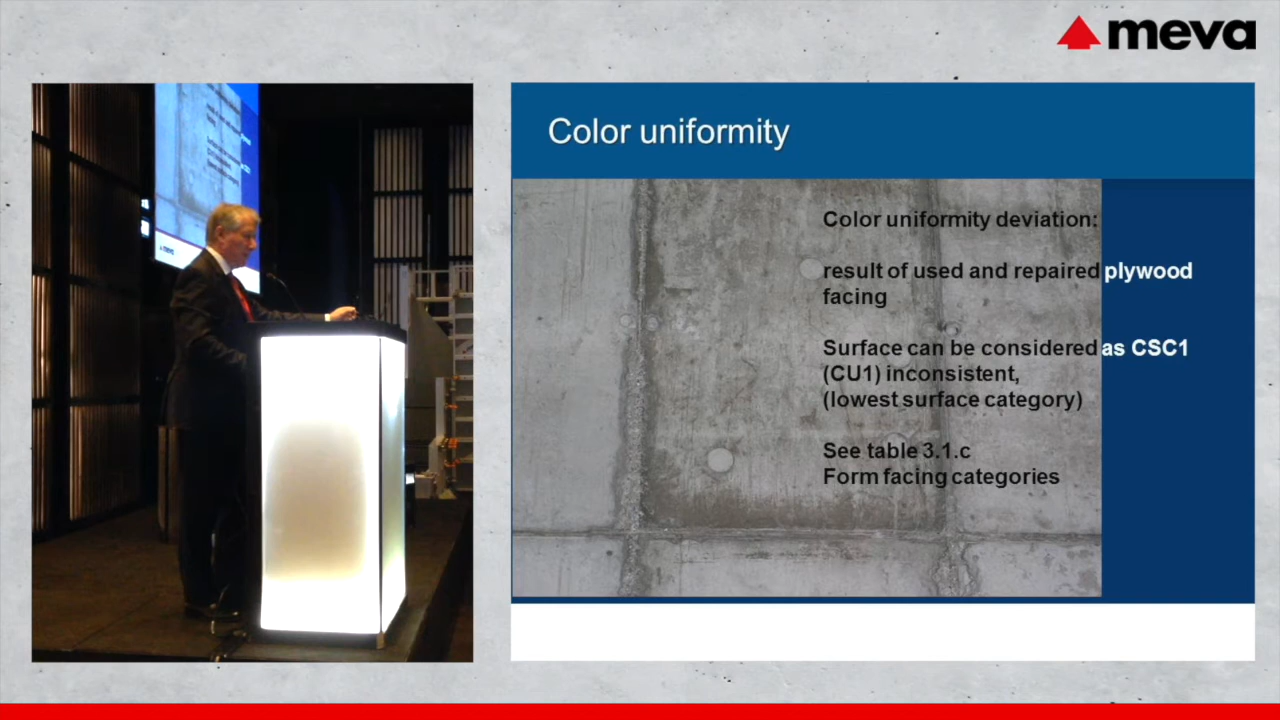 meva
Color uniformity
Color uniformity deviation:
result of used and repaired plywood
facing
Surface can be considered as CSC1
(CU1) inconsistent,
(lowest surface category)
See table 3.1.c
Form facing categories